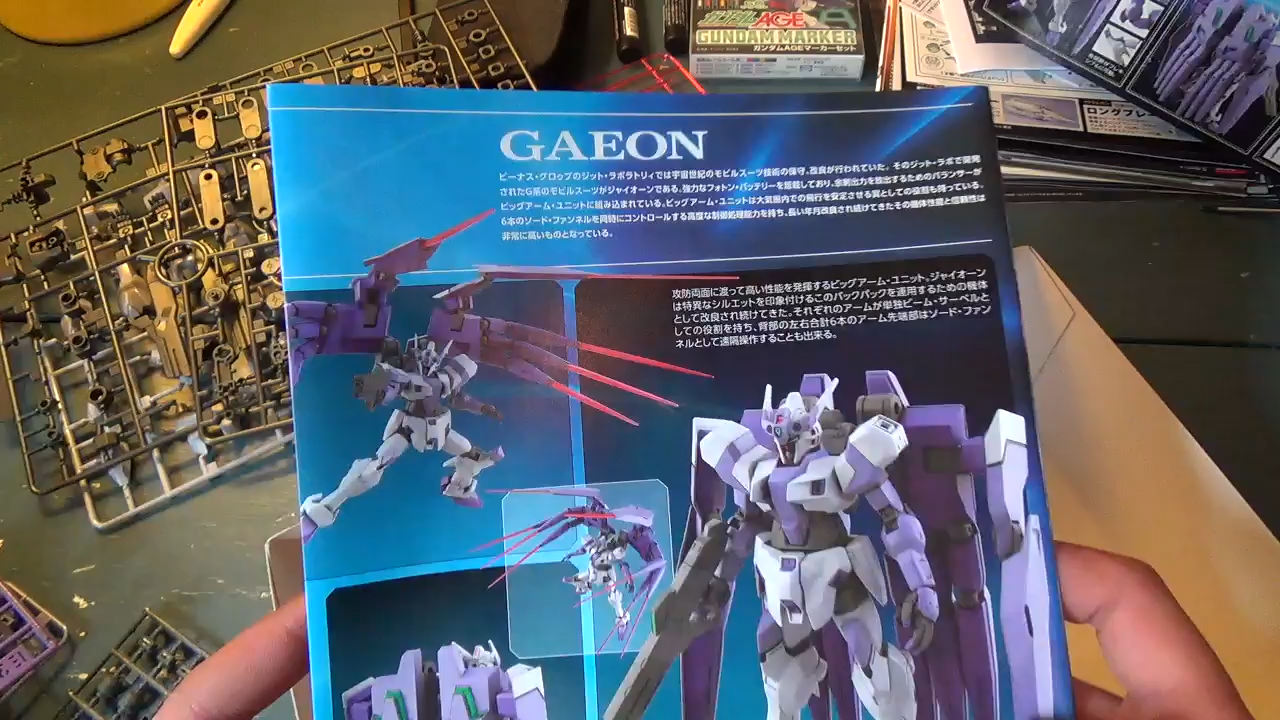 ガンダム AGE
GUNDAM MARKER
ガンダムAGEマーカーセット
GAEON
ビーナス・グロゥブのジット・ラボラトリィでは宇宙世紀のモビルスーツ技術の保守、改良が行われていた。そのジット・ラボで開発
されたG系のモビルスーツがジャイオーンである。強力なフォトン・バッテリーを搭載しており、余剰出力を放出するためのバランサーが
ビッグアーム・ユニットに組み込まれている。ビッグアーム・ユニットは大気圏内での飛行を安定させる翼としての役割も持っている。
6本のソード・ファンネルを同時にコントロールする高度な制御処理能力を持ち、長い年月改良され続けてきたその機体性能と信頼性は
非常に高いものとなっている。
攻防両面に渡って高い性能を発揮するビッグアーム・ユニット。ジャイオーン
は特異なシルエットを印象付けるこのバックパックを運用するための機体
として改良され続けてきた。それぞれのアームが単独ビーム・サーベルと
しての役割を持ち、背部の左右合計6本のアーム先端部はソード・ファン
ネルとして遠隔操作することも出来る。